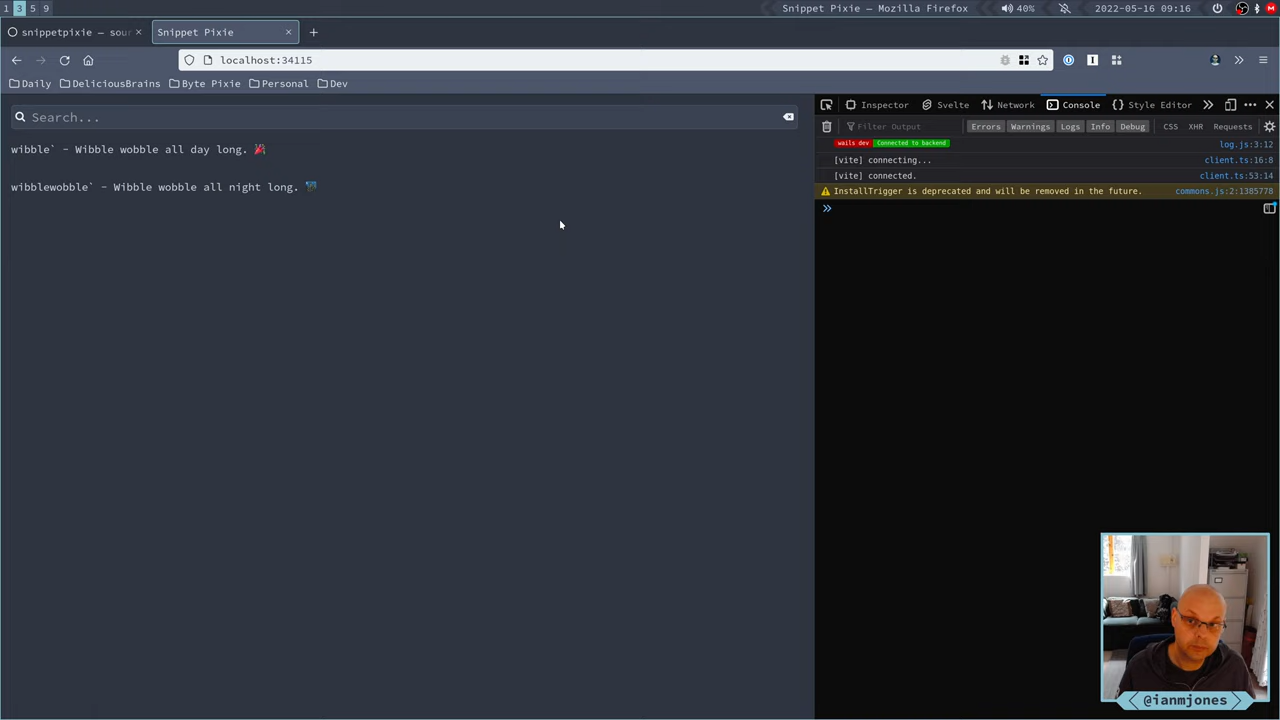 1 3 5 9 Snippet Pixie — Mozilla Firefox 40% 2022-05-16 09:16
snippetpixie — sour Snippet Pixie
localhost:34115
Daily DeliciousBrains Byte Pixie Personal Dev
Search...
wibble` - Wibble wobble all day long. 🎉
wibblewobble` - Wibble wobble all night long.
Inspector Svelte Network Console Style Editor
Filter Output Errors Warnings Logs Info Debug CSS XHR Requests
wails dev Connected to backend log.js:3:12
[vite] connecting... client.ts:16:8
[vite] connected. client.ts:53:14
InstallTrigger is deprecated and will be removed in the future. commons.js:2:1385778
@ianmjones